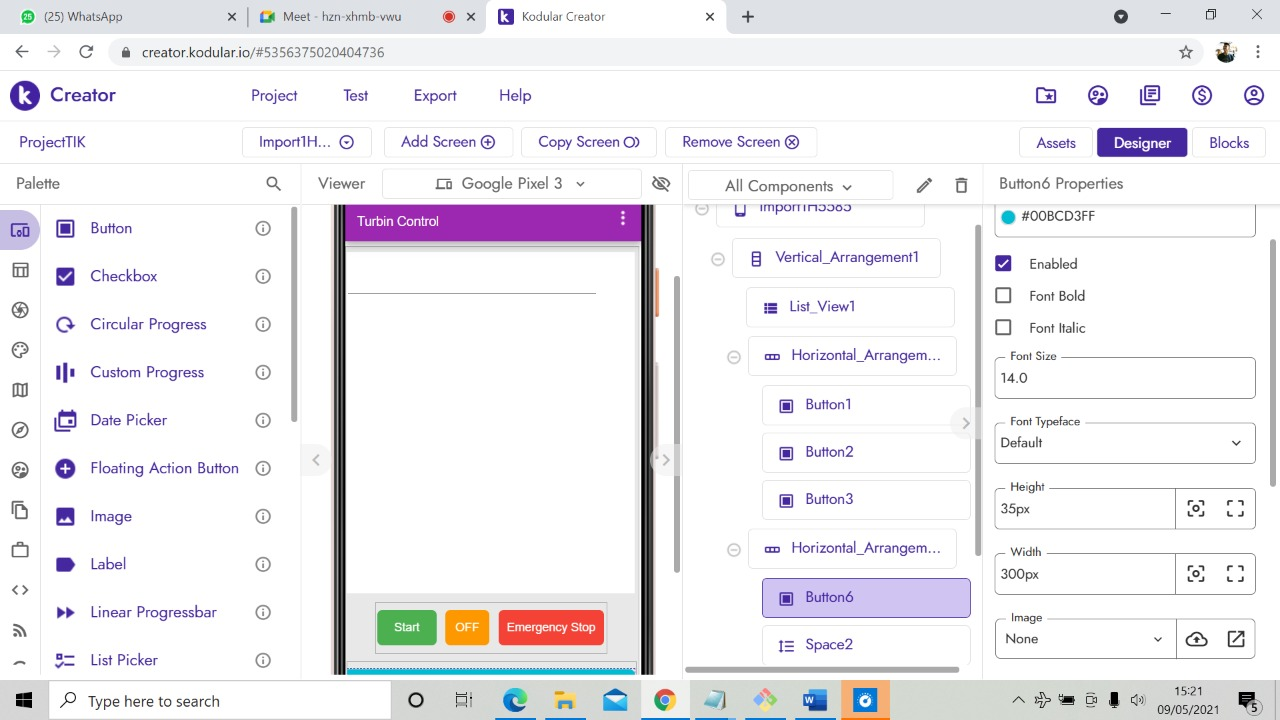 (25) WhatsApp
Meet - hzn-xhmb-vwu
Kodular Creator
creator.kodular.io/#5356375020404736
Creator
Project
Test
Export
Help
ProjectTIK
Import1H...
Add Screen
Copy Screen
Remove Screen
Assets
Designer
Blocks
Palette
Viewer
Google Pixel 3
All Components
Button6 Properties
Button
Checkbox
Circular Progress
Custom Progress
Date Picker
Floating Action Button
Image
Label
Linear Progressbar
List Picker
Turbin Control
Start
OFF
Emergency Stop
Import1H5585
Vertical_Arrangement1
List_View1
Horizontal_Arrangem...
Button1
Button2
Button3
Horizontal_Arrangem...
Button6
Space2
#00BCD3FF
Enabled
Font Bold
Font Italic
Font Size
14.0
Font Typeface
Default
Height
35px
Width
300px
Image
None
Type here to search
15:21
09/05/2021
5